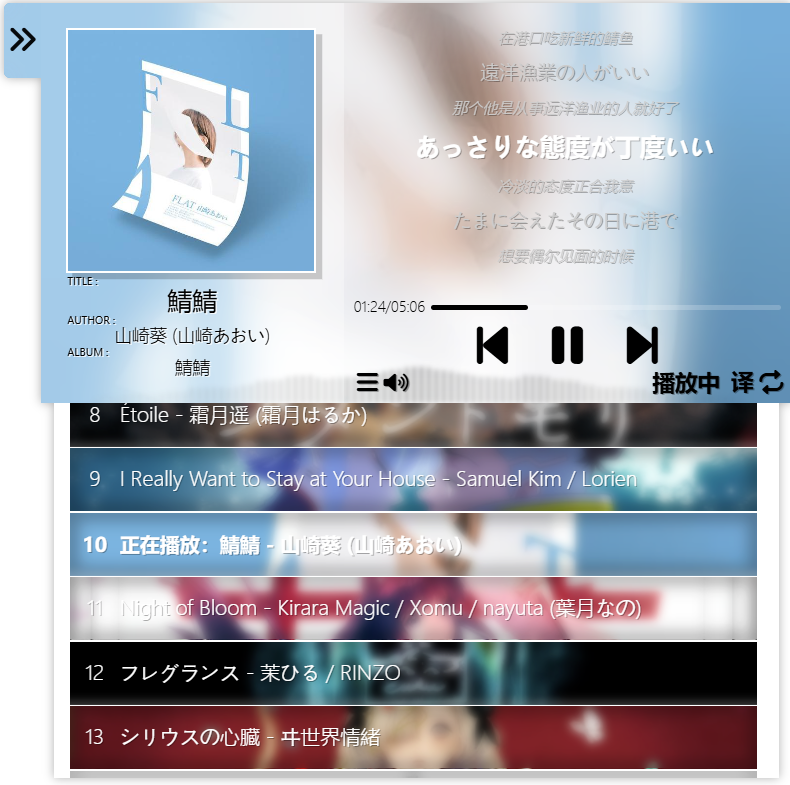 在港口吃新鲜的鲭鱼
遠洋漁業の人がいい
那个他是从事远洋渔业的人就好了
あっさりな態度が丁度いい
冷淡的态度正合我意
たまに会えたその日に港で
想要偶尔见面的时候
FLAT
FLAT 山崎あおい
TITLE :
鯖鯖
AUTHOR :
山崎葵 (山崎あおい)
ALBUM :
鯖鯖
01:24/05:06
播放中 译
8 Étoile - 霜月遥 (霜月はるか)
9 I Really Want to Stay at Your House - Samuel Kim / Lorien
10 正在播放：鯖鯖 - 山崎葵 (山崎あおい)
11 Night of Bloom - Kirara Magic / Xomu / nayuta (葉月なの)
12 フレグランス - 茉ひる / RINZO
13 シリウスの心臓 - ヰ世界情緒